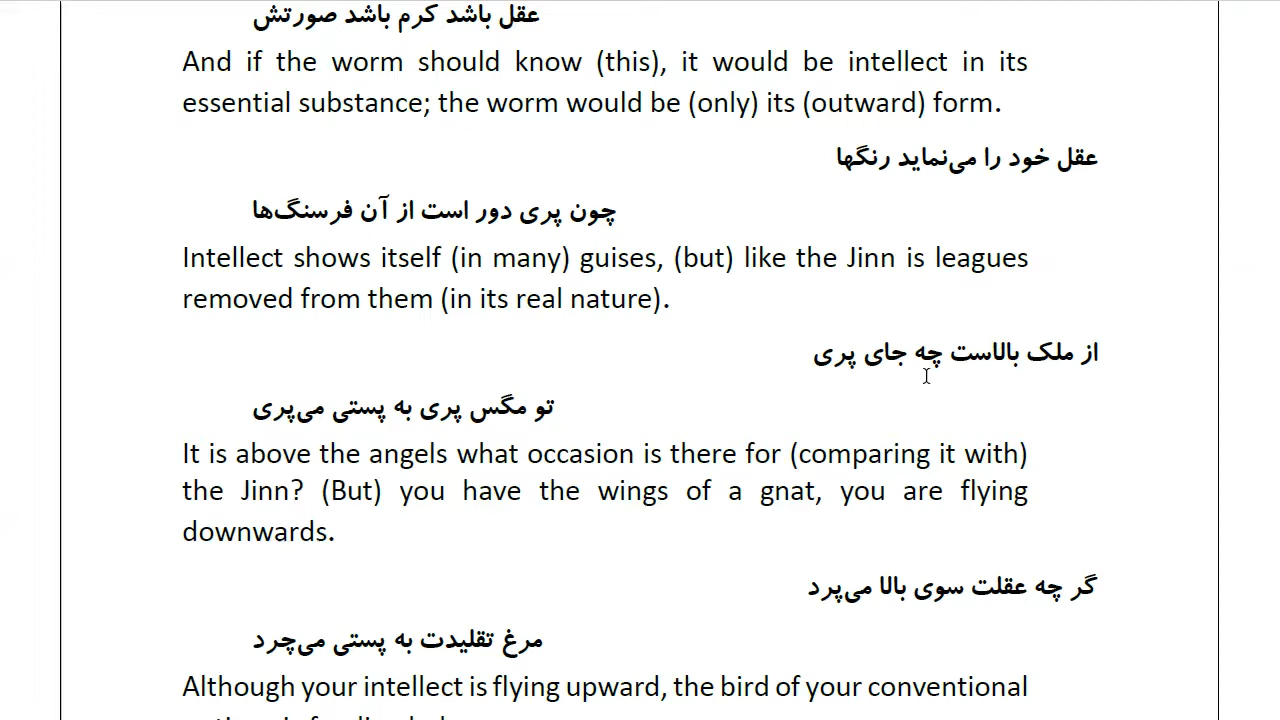 عقل باشد کرم باشد صورتش
And if the worm should know (this), it would be intellect in its
essential substance; the worm would be (only) its (outward) form.
عقل خود را می‌نماید رنگها
چون پری دور است از آن فرسنگ‌ها
Intellect shows itself (in many) guises, (but) like the Jinn is leagues
removed from them (in its real nature).
از ملک بالاست چه جای پری
تو مگس پری به پستی می‌پری
It is above the angels what occasion is there for (comparing it with)
the Jinn? (But) you have the wings of a gnat, you are flying
downwards.
گر چه عقلت سوی بالا می‌پرد
مرغ تقلیدت به پستی می‌چرد
Although your intellect is flying upward, the bird of your conventional